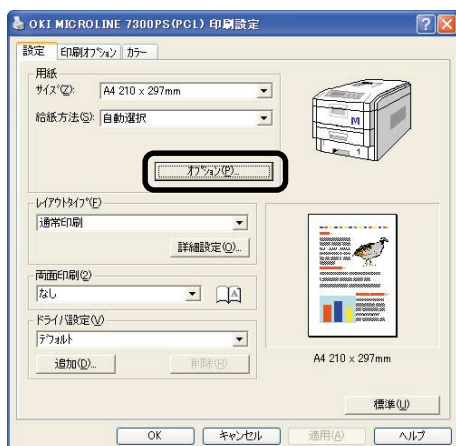 OKI MICROLINE 7300PS(PCL) 印刷設定
設定 印刷ｵﾌﾟｼｮﾝ ｶﾗｰ
用紙
ｻｲｽﾞ(Z): A4 210 x 297mm
給紙方法(S): 自動選択
ｵﾌﾟｼｮﾝ(P)...
M
1
ﾚｲｱｳﾄﾀｲﾌﾟ(E)
通常印刷
詳細設定(O)...
両面印刷(2)
なし
A
ﾄﾞﾗｲﾊﾞ設定(V)
ﾃﾞﾌｫﾙﾄ
追加(D)...
削除(R)
A4 210 x 297mm
標準(U)
OK
ｷｬﾝｾﾙ
適用(A)
ﾍﾙﾌﾟ